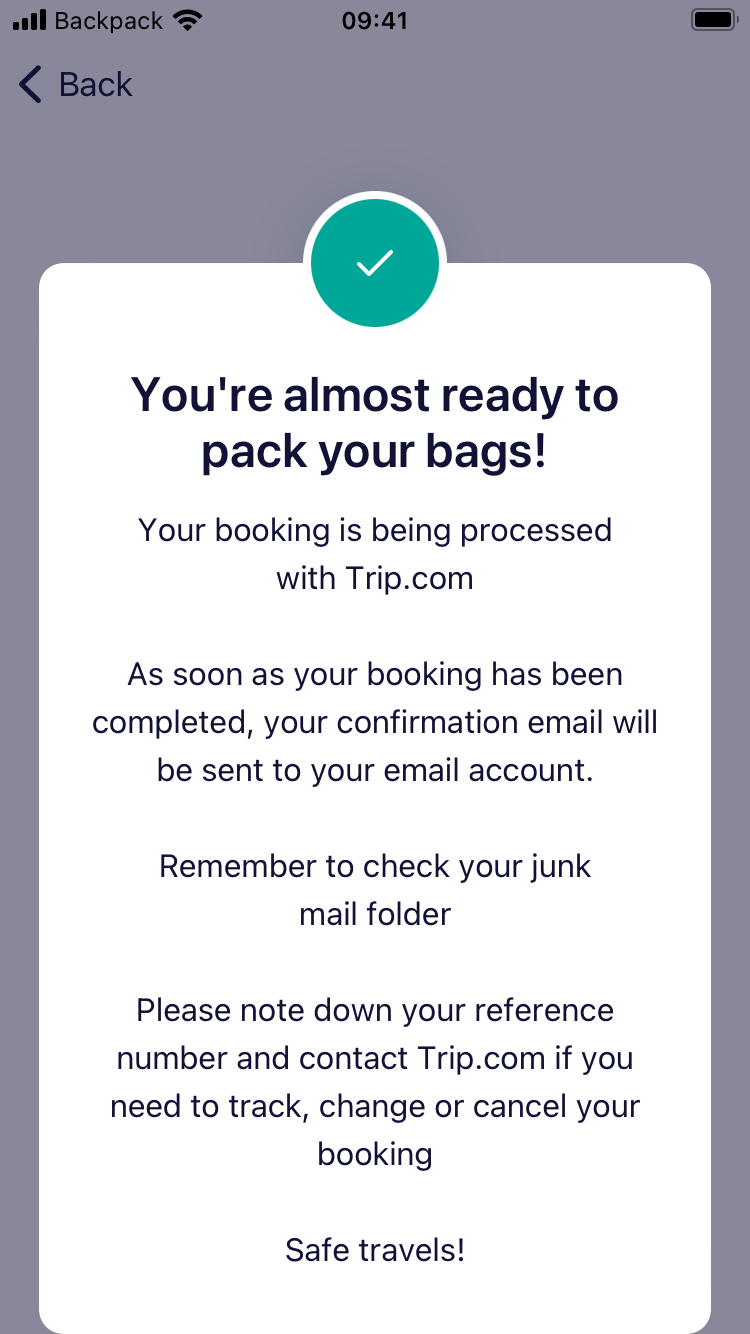 Backpack 09:41
Back
You're almost ready to
pack your bags!
Your booking is being processed
with Trip.com
As soon as your booking has been
completed, your confirmation email will
be sent to your email account.
Remember to check your junk
mail folder
Please note down your reference
number and contact Trip.com if you
need to track, change or cancel your
booking
Safe travels!